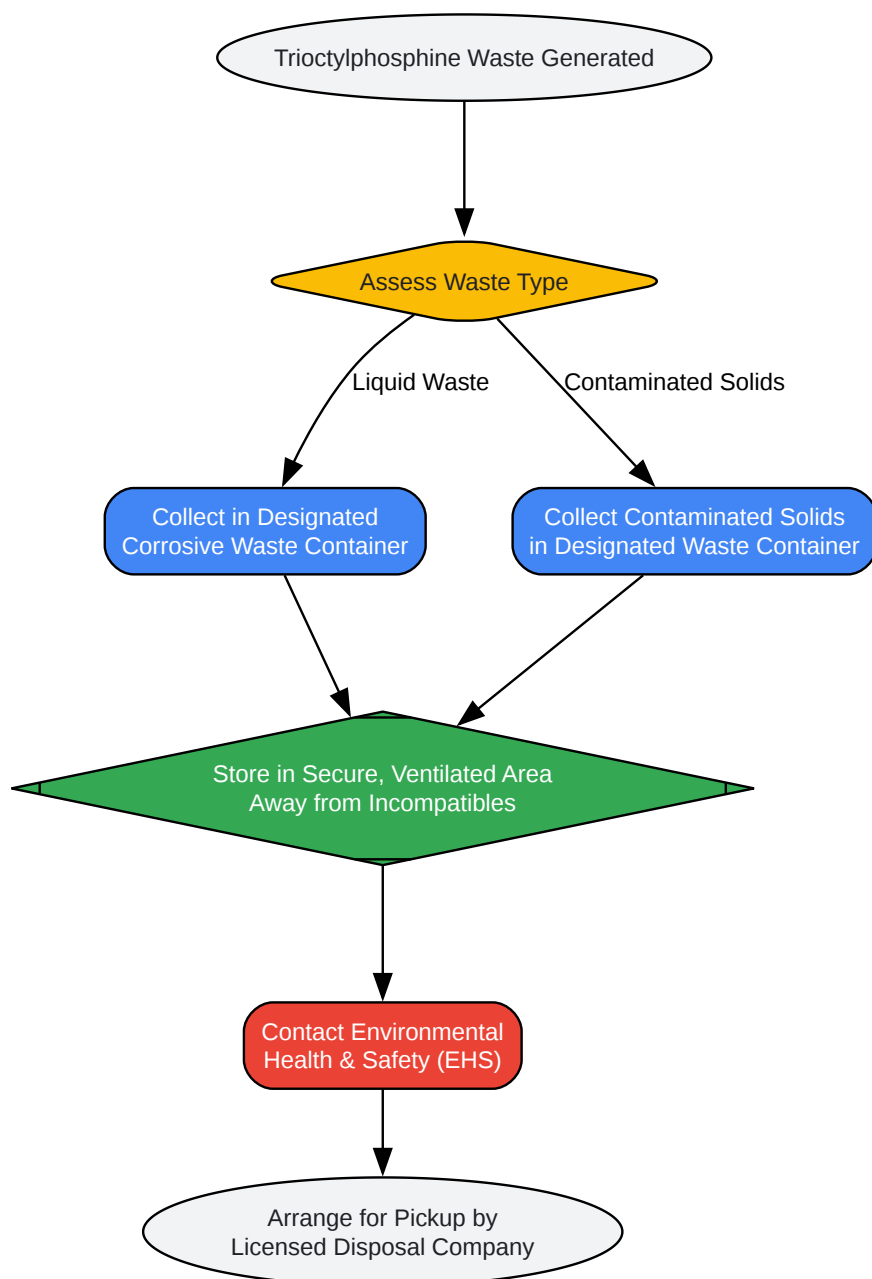 Trioctylphosphine Waste Generated
Assess Waste Type
Liquid Waste
Contaminated Solids
Collect in Designated
Corrosive Waste Container
Collect Contaminated Solids
in Designated Waste Container
Store in Secure, Ventilated Area
Away from Incompatibles
Contact Environmental
Health & Safety (EHS)
Arrange for Pickup by
Licensed Disposal Company